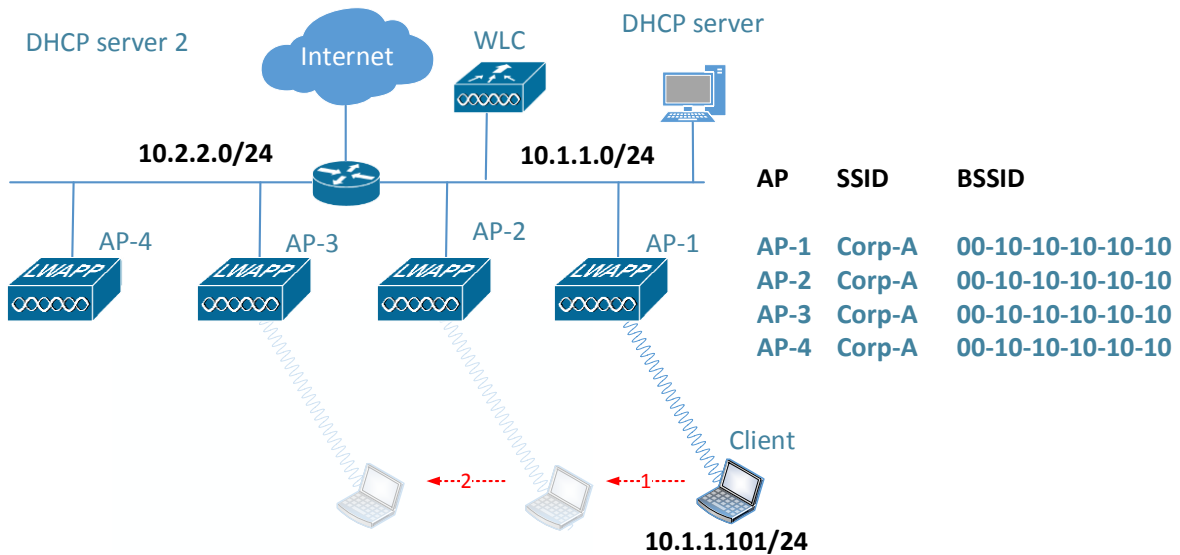 DHCP server 2
Internet
WLC
DHCP server
10.2.2.0/24
10.1.1.0/24
AP-4
AP-3
AP-2
AP-1
LWAPP
LWAPP
LWAPP
LWAPP
AP SSID BSSID
AP-1 Corp-A 00-10-10-10-10-10
AP-2 Corp-A 00-10-10-10-10-10
AP-3 Corp-A 00-10-10-10-10-10
AP-4 Corp-A 00-10-10-10-10-10
Client
2
1
10.1.1.101/24